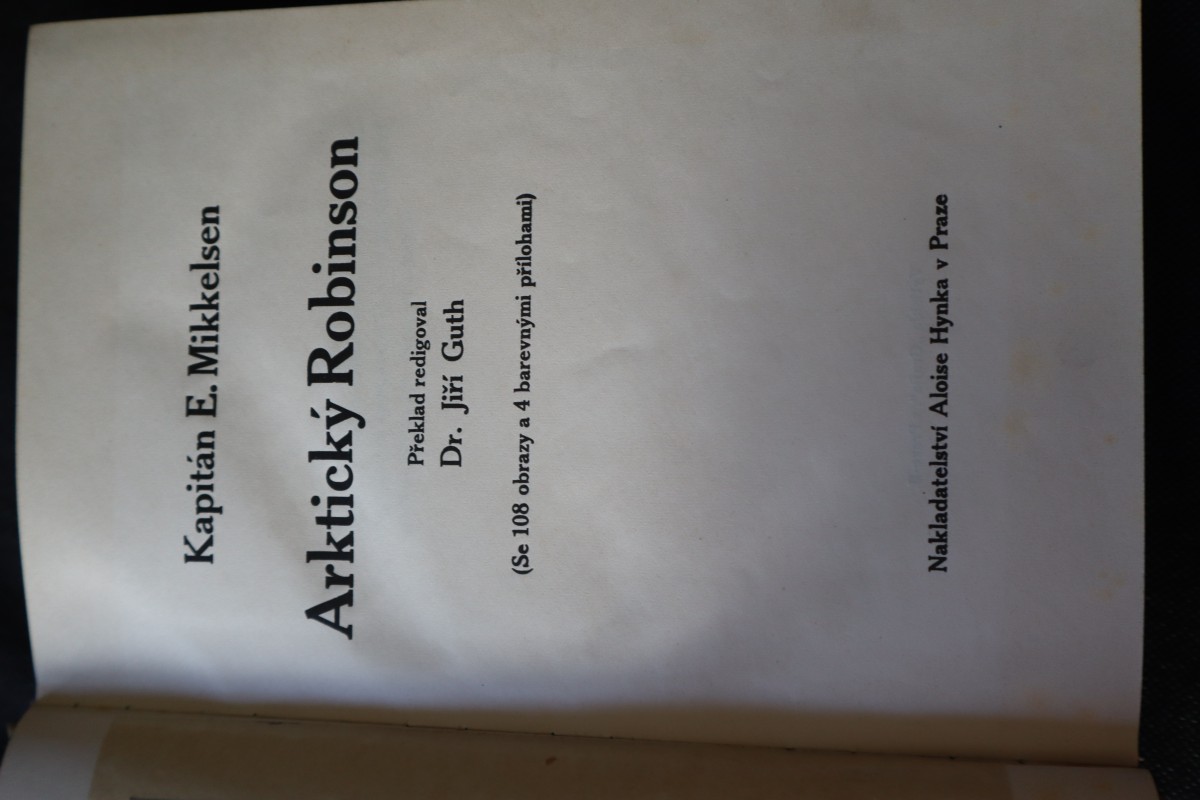 Kapitán E. Mikkelsen
Arktický Robinson
Překlad redigoval
Dr. Jiří Guth
(Se 108 obrazy a 4 barevnými přílohami)
Nakladatelství Aloise Hynka v Praze